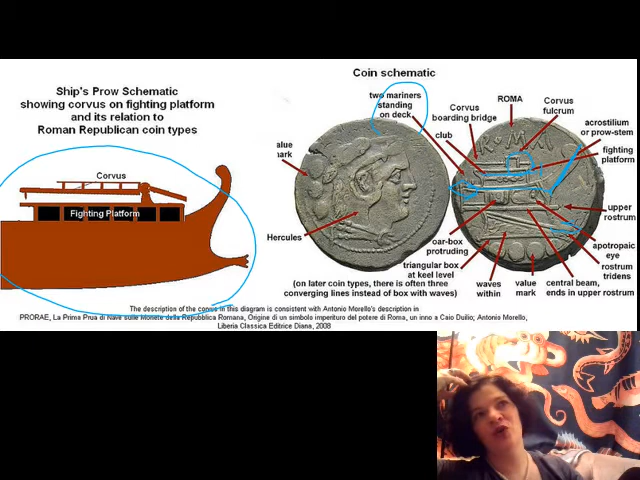 Coin schematic
Ship's Prow Schematic
showing corvus on fighting platform
and its relation to
Roman Republican coin types
Corvus
Fighting Platform
two mariners
standing
on deck
club
Corvus
boarding bridge
ROMA
Corvus
fulcrum
acrostilium
or prow-stem
fighting
platform
alue
mark
Hercules
upper
rostrum
apotropaic
eye
rostrum
tridens
oar-box
protruding
triangular box
at keel level
(on later coin types, there is often three
converging lines instead of box with waves)
waves
within
value
mark
central beam,
ends in upper rostrum
ROMA
The description of the corvus in this diagram is consistent with Antonio Morello's description in
PRORAE, La Prima Prua di Nave sulle Monete della Repubblica Romana, Origine di un simbolo imperituro del potere di Roma, un inno a Caio Duilio; Antonio Morello,
Liberia Classica Editrice Diana, 2008